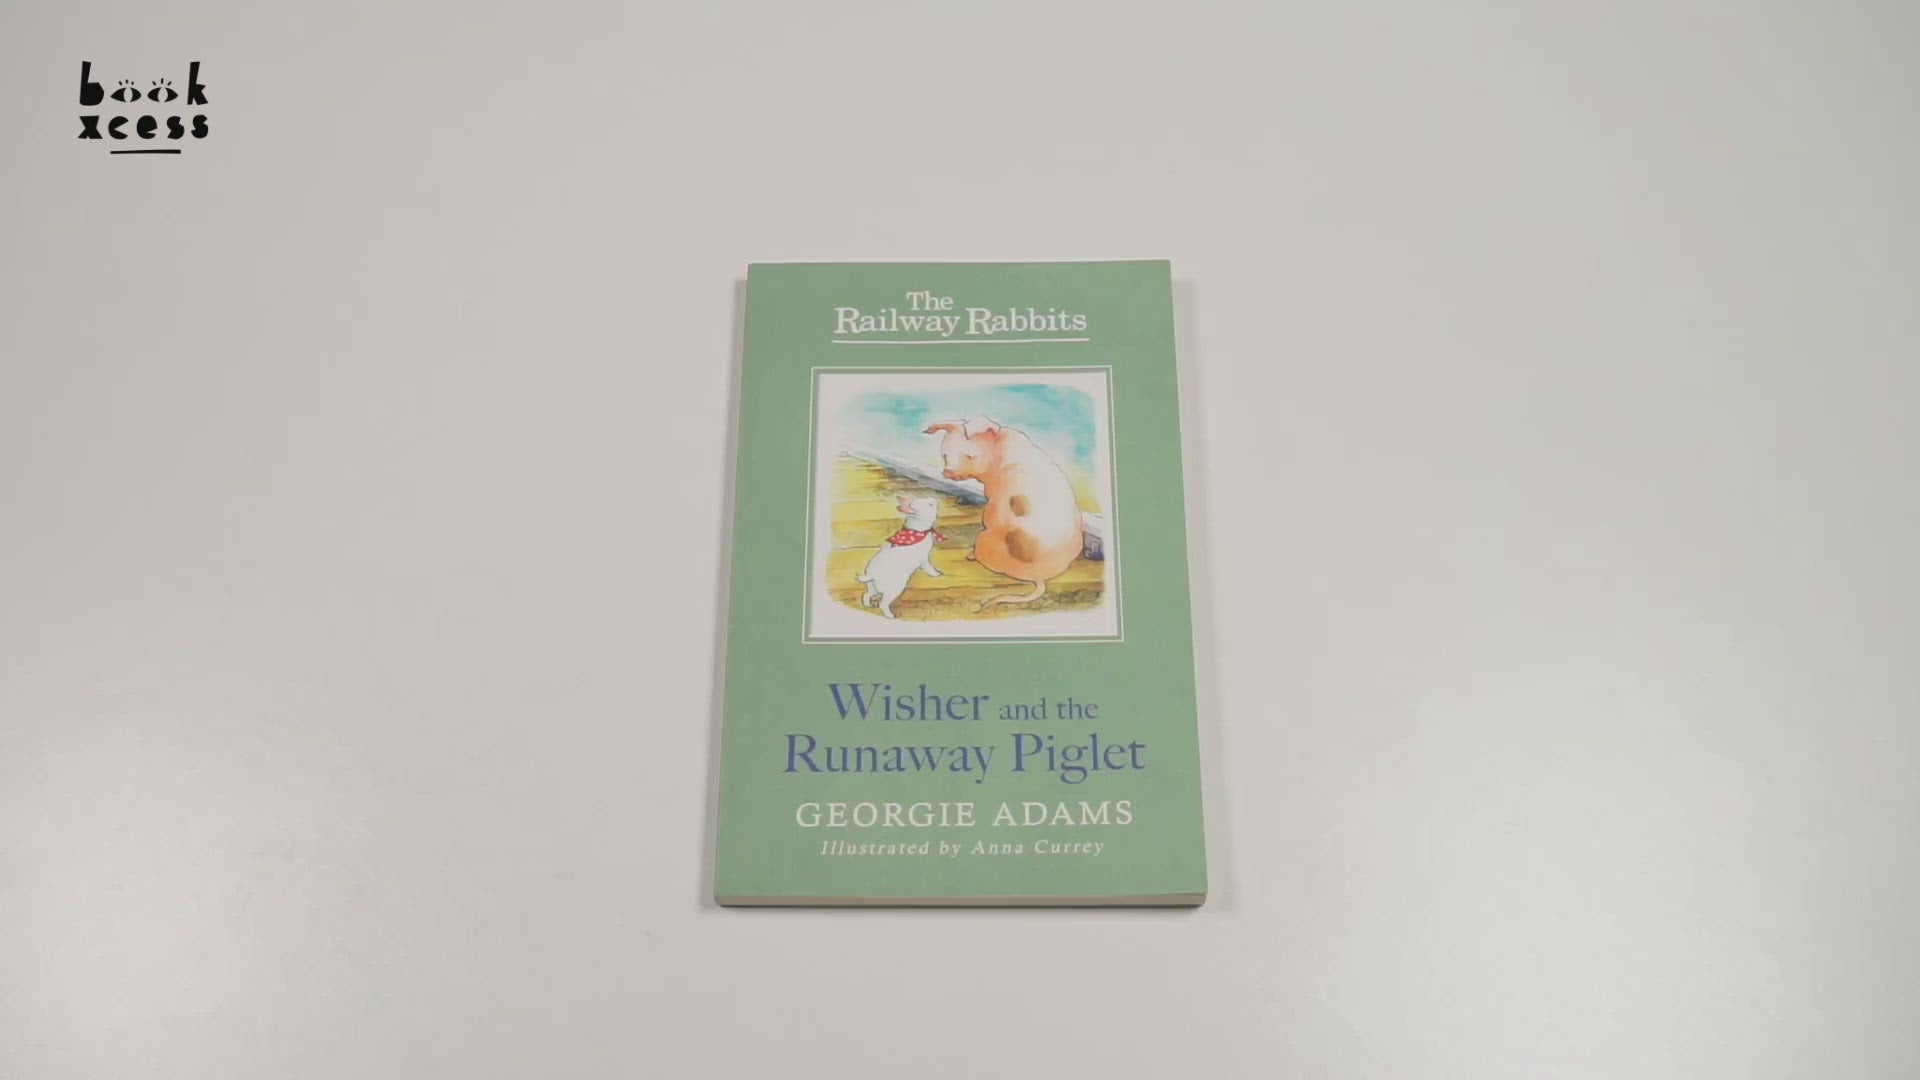 book
xcess
The
Railway Rabbits
Wisher and the
Runaway Piglet
GEORGIE ADAMS
Illustrated by Anna Currey